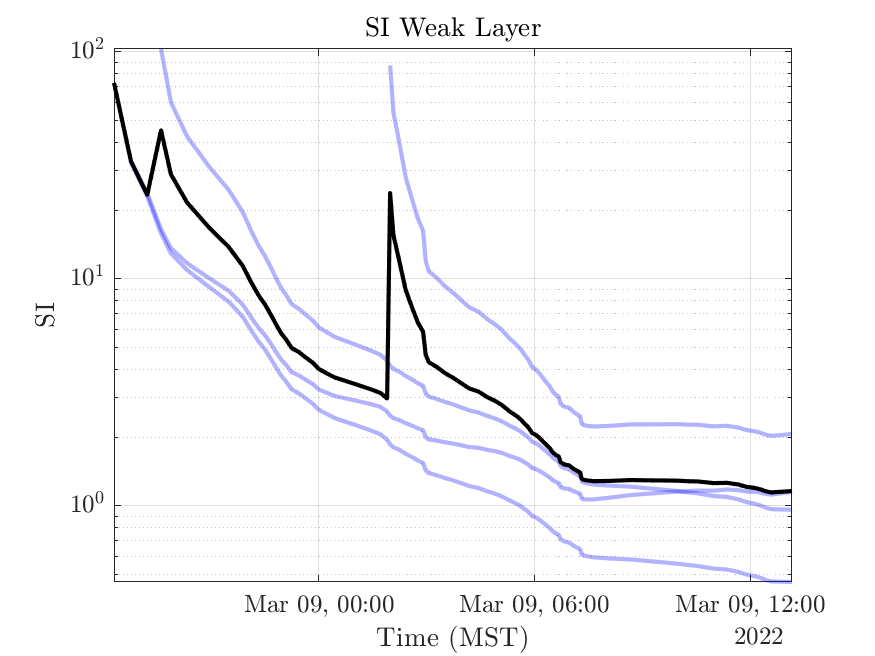 SI Weak Layer
10²
10¹
10⁰
SI
Mar 09, 00:00
Mar 09, 06:00
Mar 09, 12:00
Time (MST)
2022